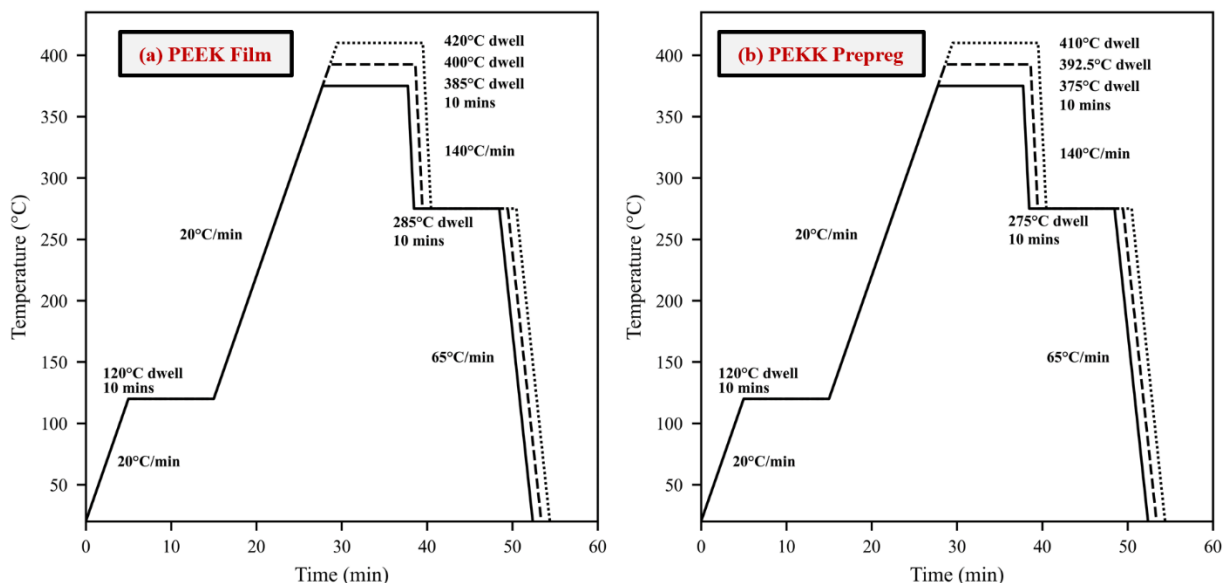 (a) PEEK Film
420°C dwell
400°C dwell
385°C dwell
10 mins
140°C/min
285°C dwell
10 mins
20°C/min
65°C/min
120°C dwell
10 mins
20°C/min
Temperature (°C)
400
350
300
250
200
150
100
50
0
10
20
30
40
50
60
Time (min)
(b) PEKK Prepreg
410°C dwell
392.5°C dwell
375°C dwell
10 mins
140°C/min
275°C dwell
10 mins
20°C/min
65°C/min
120°C dwell
10 mins
20°C/min
Temperature (°C)
400
350
300
250
200
150
100
50
0
10
20
30
40
50
60
Time (min)